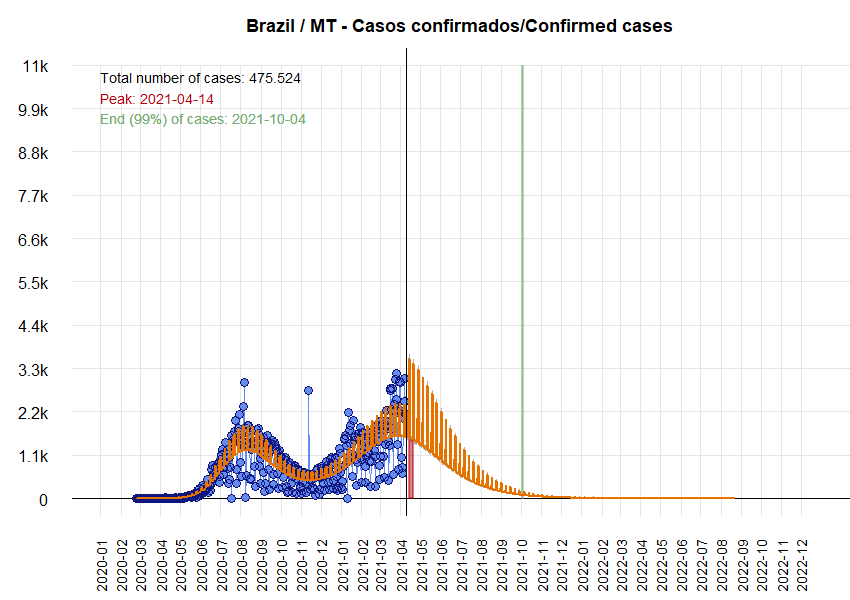 Brazil / MT - Casos confirmados/Confirmed cases
Total number of cases: 475.524
Peak: 2021-04-14
End (99%) of cases: 2021-10-04
11k
9.9k
8.8k
7.7k
6.6k
5.5k
4.4k
3.3k
2.2k
1.1k
0
2020-01
2020-02
2020-03
2020-04
2020-05
2020-06
2020-07
2020-08
2020-09
2020-10
2020-11
2020-12
2021-01
2021-02
2021-03
2021-04
2021-05
2021-06
2021-07
2021-08
2021-09
2021-10
2021-11
2021-12
2022-01
2022-02
2022-03
2022-04
2022-05
2022-06
2022-07
2022-08
2022-09
2022-10
2022-11
2022-12